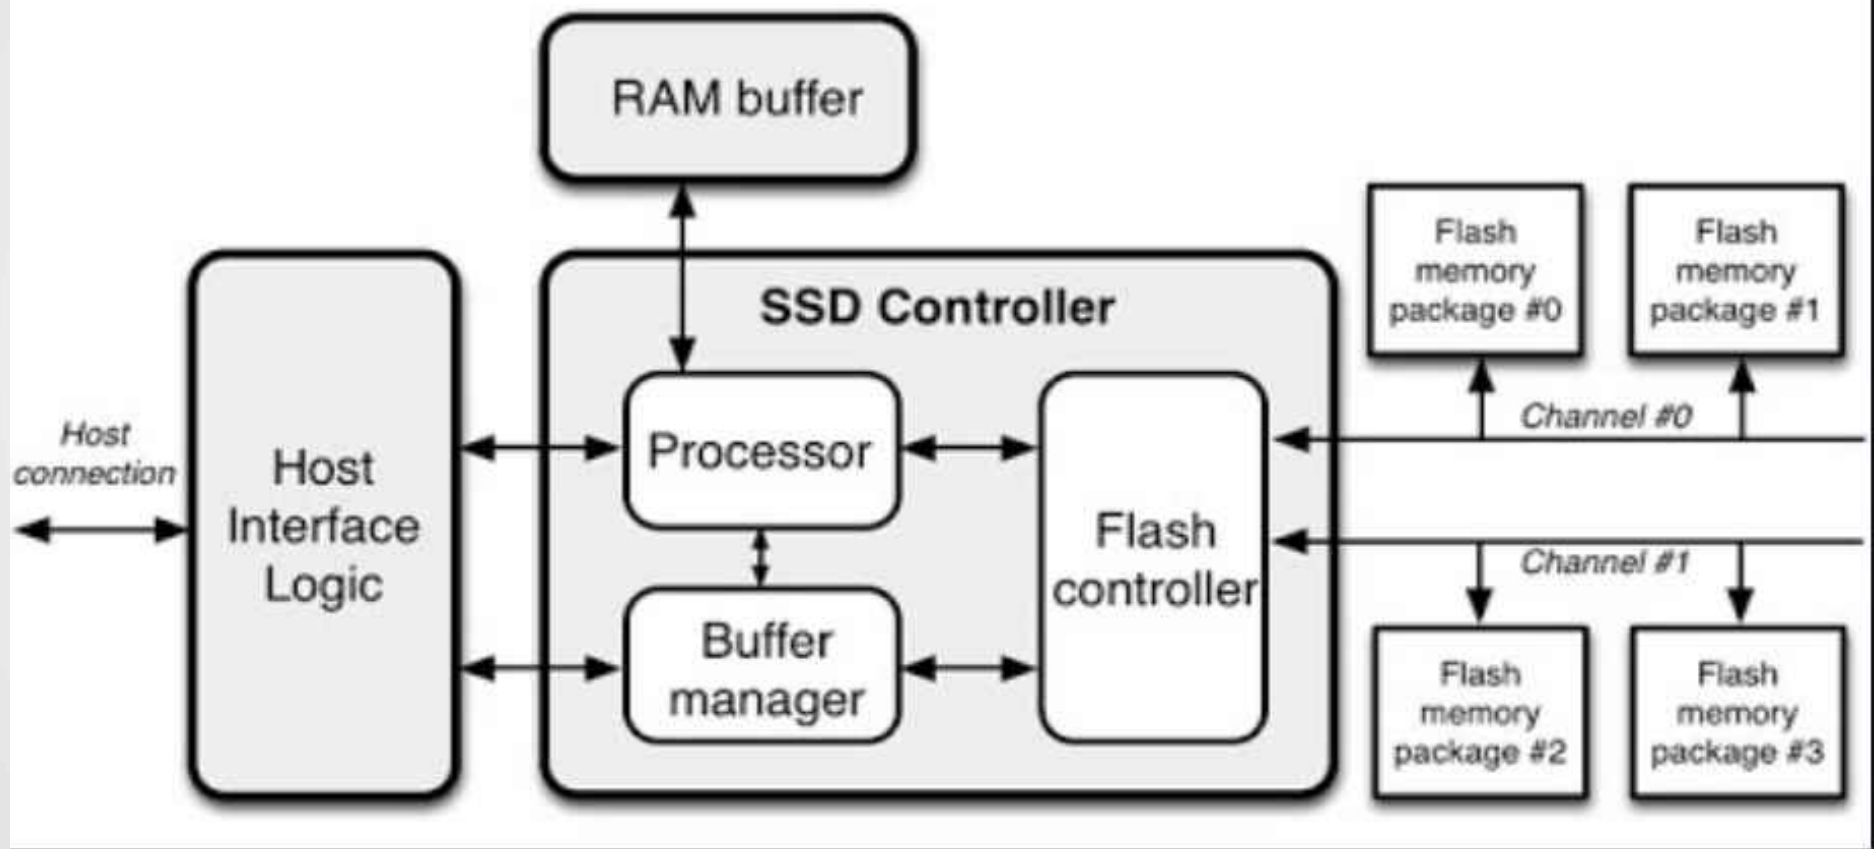 RAM buffer
SSD Controller
Host
connection
Host
Interface
Logic
Processor
Buffer
manager
Flash
controller
Flash
memory
package #0
Flash
memory
package #1
Channel #0
Channel #1
Flash
memory
package #2
Flash
memory
package #3